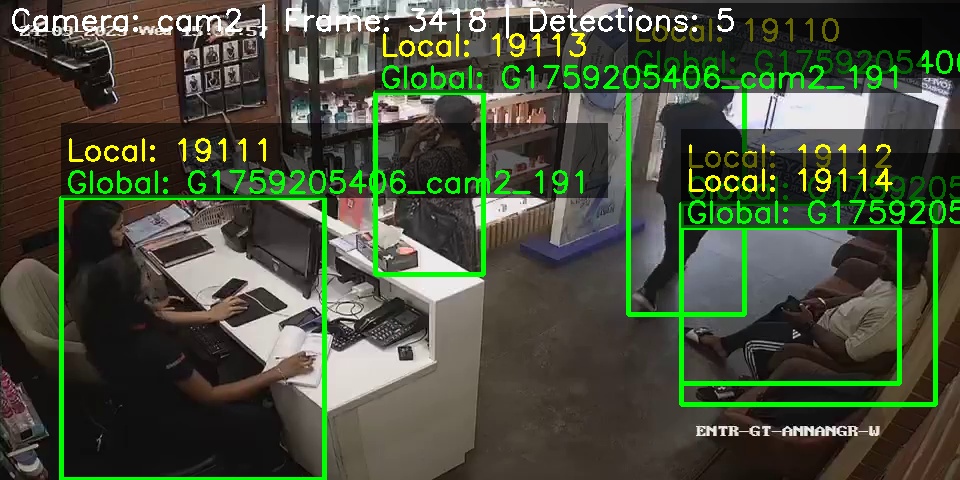 Camera: cam2 | Frame: 3418 | Detections: 5
Local: 19113
Local: 19110
Global: G1759205406_cam2_191
Local: 19111
Global: G1759205406_cam2_191
Local: 19112
Local: 19114
Global: G1759205
ENTR-GT-ANNANGR-W